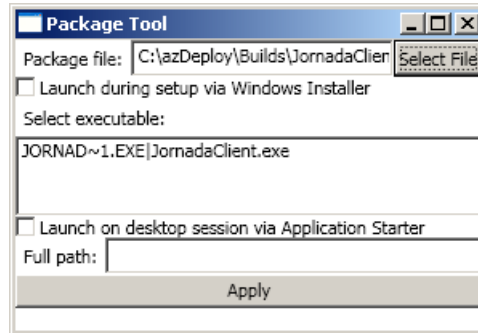 Package Tool
Package file: C:\azDeploy\Builds\JornadaClien Select File
Launch during setup via Windows Installer
Select executable:
JORNAD~1.EXE|JornadaClient.exe
Launch on desktop session via Application Starter
Full path:
Apply